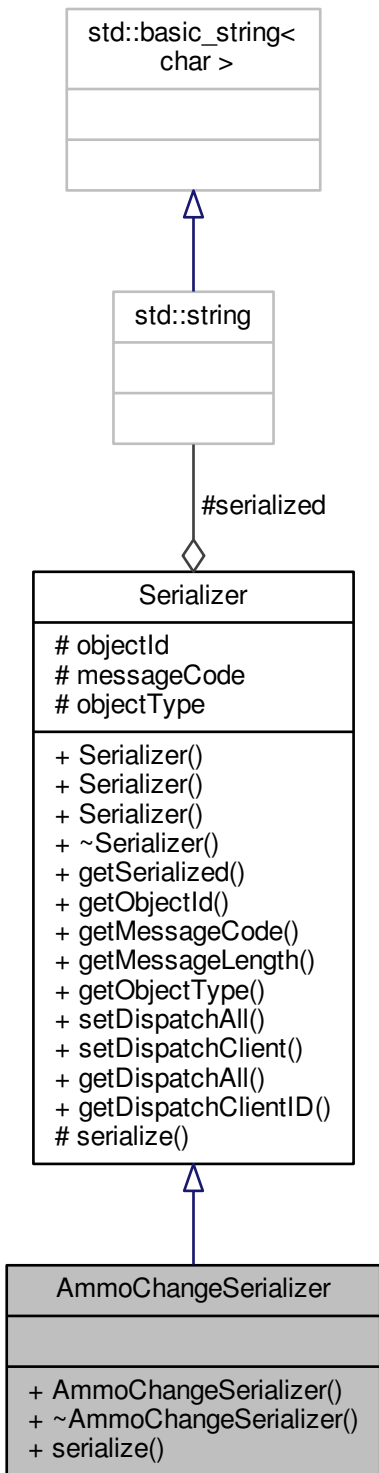 std::basic_string<
char >
std::string
#serialized
Serializer
# objectId
# messageCode
# objectType
+ Serializer()
+ Serializer()
+ Serializer()
+ ~Serializer()
+ getSerialized()
+ getObjectId()
+ getMessageCode()
+ getMessageLength()
+ getObjectType()
+ setDispatchAll()
+ setDispatchClient()
+ getDispatchAll()
+ getDispatchClientID()
# serialize()
AmmoChangeSerializer
+ AmmoChangeSerializer()
+ ~AmmoChangeSerializer()
+ serialize()